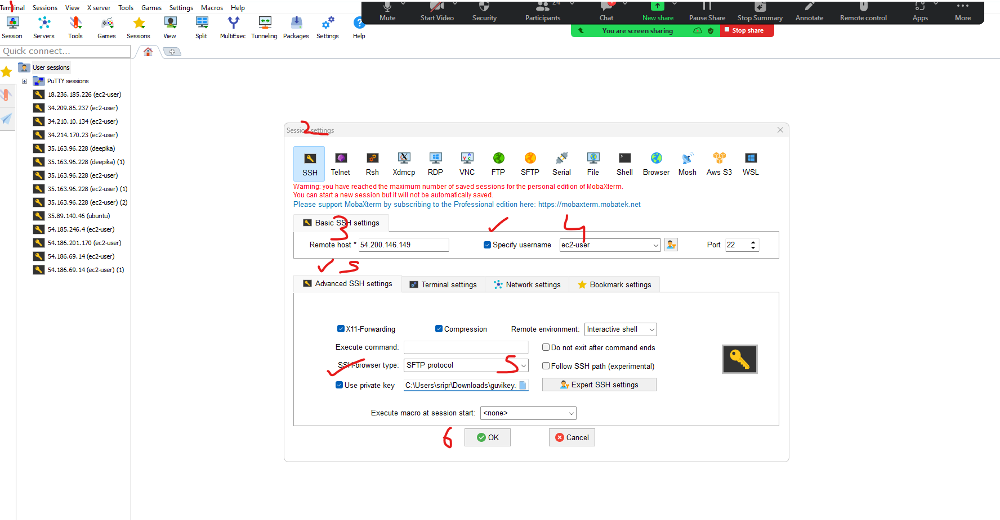 1
Terminal Sessions View X server Tools Games Settings Macros Help
Session Servers Tools Games Sessions View Split MultiExec Tunneling Packages Settings Help
Mute Start Video Security Participants 24 Chat 1 New share Pause Share Stop Summary Annotate Remote control Apps More
You are screen sharing Stop share
Quick connect...
User sessions
PuTTY sessions
18.236.185.226 (ec2-user)
34.209.85.237 (ec2-user)
34.210.10.134 (ec2-user)
34.214.170.23 (ec2-user)
35.163.96.228 (deepika)
35.163.96.228 (deepika) (1)
35.163.96.228 (ec2-user)
35.163.96.228 (ec2-user) (1)
35.163.96.228 (ec2-user) (2)
35.89.140.46 (ubuntu)
54.185.246.4 (ec2-user)
54.186.201.170 (ec2-user)
54.186.69.14 (ec2-user)
54.186.69.14 (ec2-user) (1)
2
Session settings
SSH Telnet Rsh Xdmcp RDP VNC FTP SFTP Serial File Shell Browser Mosh Aws S3 WSL
Warning: you have reached the maximum number of saved sessions for the personal edition of MobaXterm.
You can start a new session but it will not be automatically saved.
Please support MobaXterm by subscribing to the Professional edition here: https://mobaxterm.mobatek.net
Basic SSH settings
3 4
Remote host * 54.200.146.149 Specify username ec2-user Port 22
5
Advanced SSH settings Terminal settings Network settings Bookmark settings
X11-Forwarding Compression Remote environment: Interactive shell
Execute command: Do not exit after command ends
SSH-browser type: SFTP protocol 5 Follow SSH path (experimental)
Use private key C:\Users\sripr\Downloads\guvikey. Expert SSH settings
Execute macro at session start: <none>
6 OK Cancel